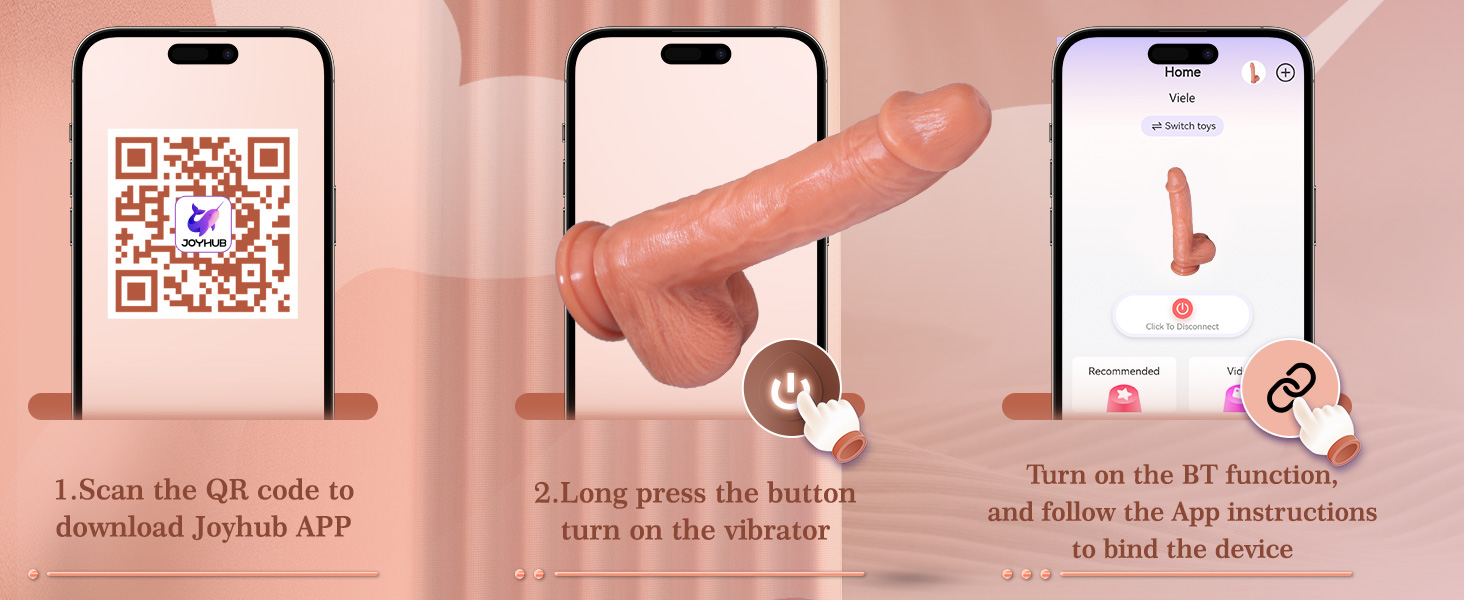 JOYHUB
1.Scan the QR code to
download Joyhub APP
2.Long press the button
turn on the vibrator
Home
Viele
⇌ Switch toys
Click To Disconnect
Recommended
Vid
Turn on the BT function,
and follow the App instructions
to bind the device